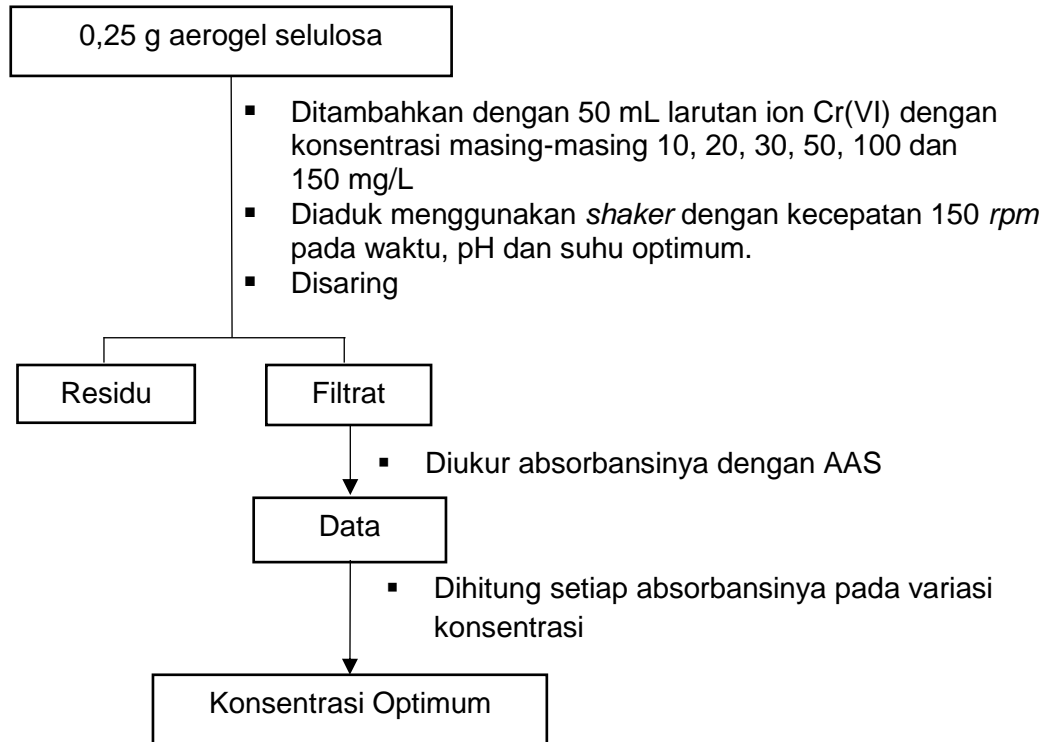 0,25 g aerogel selulosa
▪ Ditambahkan dengan 50 mL larutan ion Cr(VI) dengan
konsentrasi masing-masing 10, 20, 30, 50, 100 dan
150 mg/L
▪ Diaduk menggunakan shaker dengan kecepatan 150 rpm
pada waktu, pH dan suhu optimum.
▪ Disaring
Residu
Filtrat
▪ Diukur absorbansinya dengan AAS
Data
▪ Dihitung setiap absorbansinya pada variasi
konsentrasi
Konsentrasi Optimum